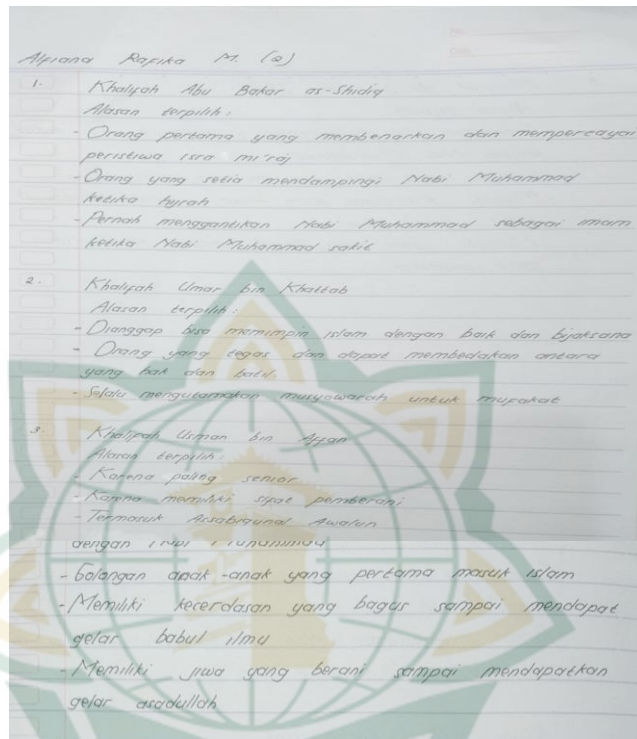 Alfiana Rafika M. (2)
1. Khalifah Abu Bakar as-Shidiq
Alasan terpilih:
- Orang pertama yang membenarkan dan mempercayai
peristiwa isra mi'raj
- Orang yang setia mendampingi Nabi Muhammad
ketika hijrah
- Pernah menggantikan Nabi Muhammad sebagai imam
ketika Nabi Muhammad sakit
2. Khalifah Umar bin Khattab
Alasan terpilih:
- Dianggap bisa memimpin islam dengan baik dan bijaksana
- Orang yang tegas dan dapat membedakan antara
yang hak dan batil.
- Selalu mengutamakan musyawarah untuk mufakat
3. Khalifah Usman bin Affan
Alasan terpilih:
- Karena paling senior
- Karena memiliki sifat pemberani
- Termasuk Assabiqunal Awalun
dengan
- Golongan anak-anak yang pertama masuk islam
- Memiliki kecerdasan yang bagus sampai mendapat
gelar babul ilmu
- Memiliki jiwa yang berani sampai mendapatkan
gelar asadullah